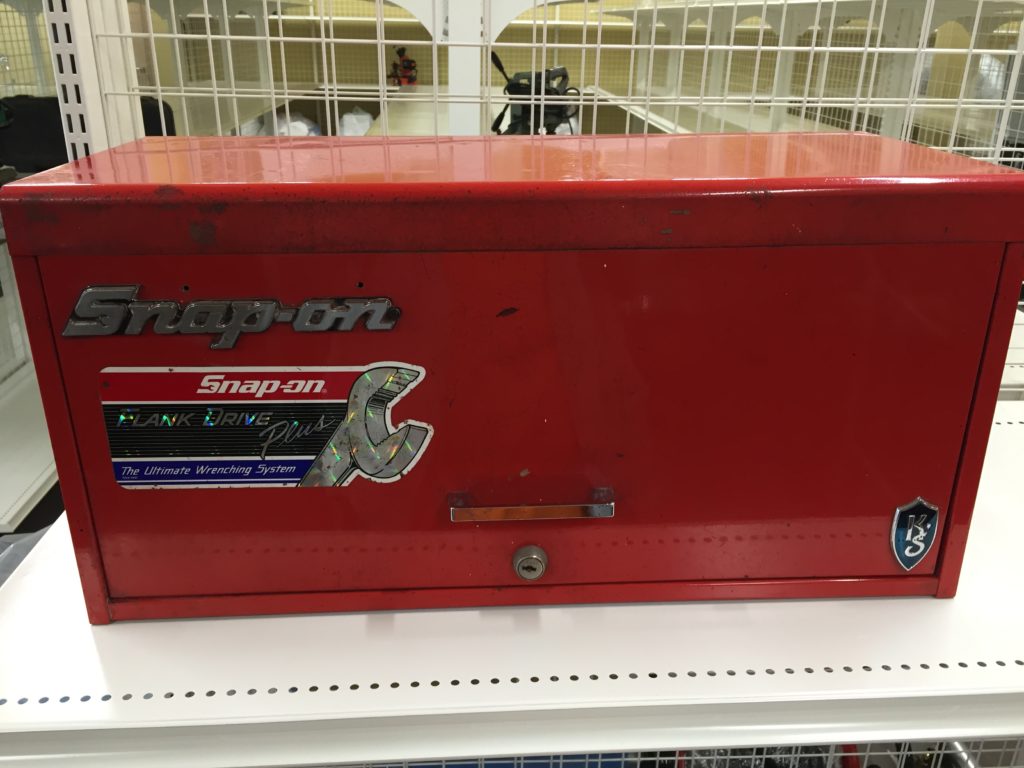 Snap-on
Snap-on
FLANK DRIVE
Plus
The Ultimate Wrenching System
K's